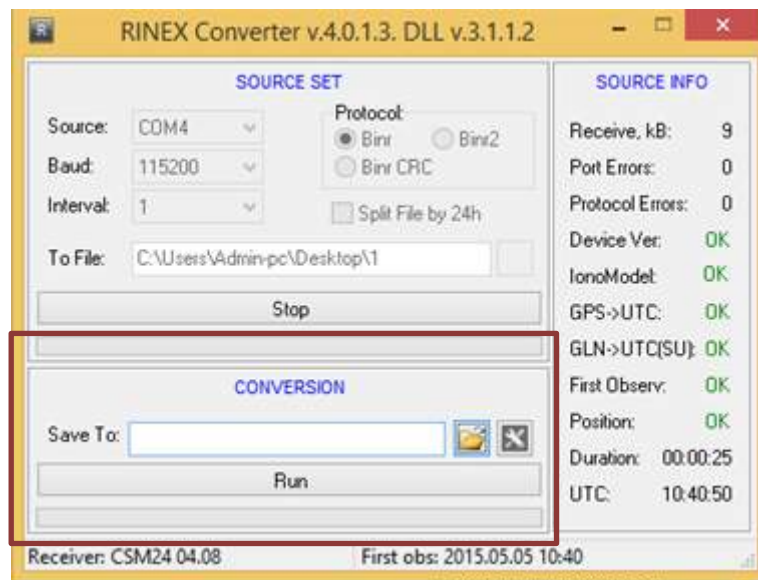 RINEX Converter v.4.0.1.3. DLL v.3.1.1.2
SOURCE SET
Source: COM4
Baud: 115200
Interval: 1
To File: C:\Users\Admin-pc\Desktop\1
Protocol:
Binr Binr2
Binr CRC
Split File by 24h
Stop
CONVERSION
Save To:
Run
SOURCE INFO
Receive, kB: 9
Port Errors: 0
Protocol Errors: 0
Device Ver: OK
IonoModel: OK
GPS->UTC: OK
GLN->UTC(SU): OK
First Observ: OK
Position: OK
Duration: 00:00:25
UTC: 10:40:50
Receiver: CSM24 04.08 First obs: 2015.05.05 10:40